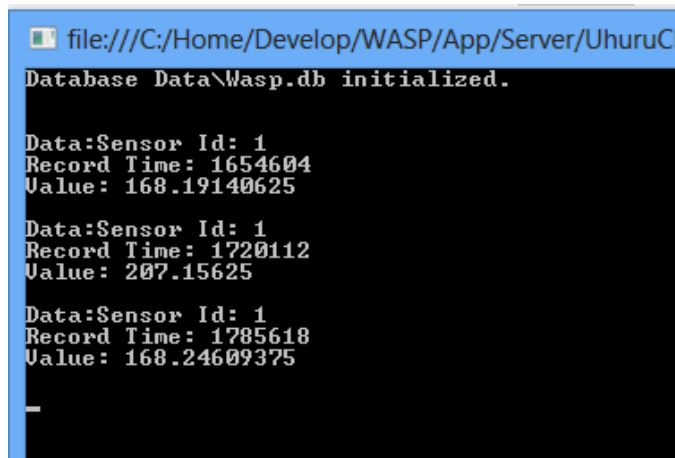 file:///C:/Home/Develop/WASP/App/Server/UhuruC
Database Data\Wasp.db initialized.
Data:Sensor Id: 1
Record Time: 1654604
Value: 168.19140625
Data:Sensor Id: 1
Record Time: 1720112
Value: 207.15625
Data:Sensor Id: 1
Record Time: 1785618
Value: 168.24609375